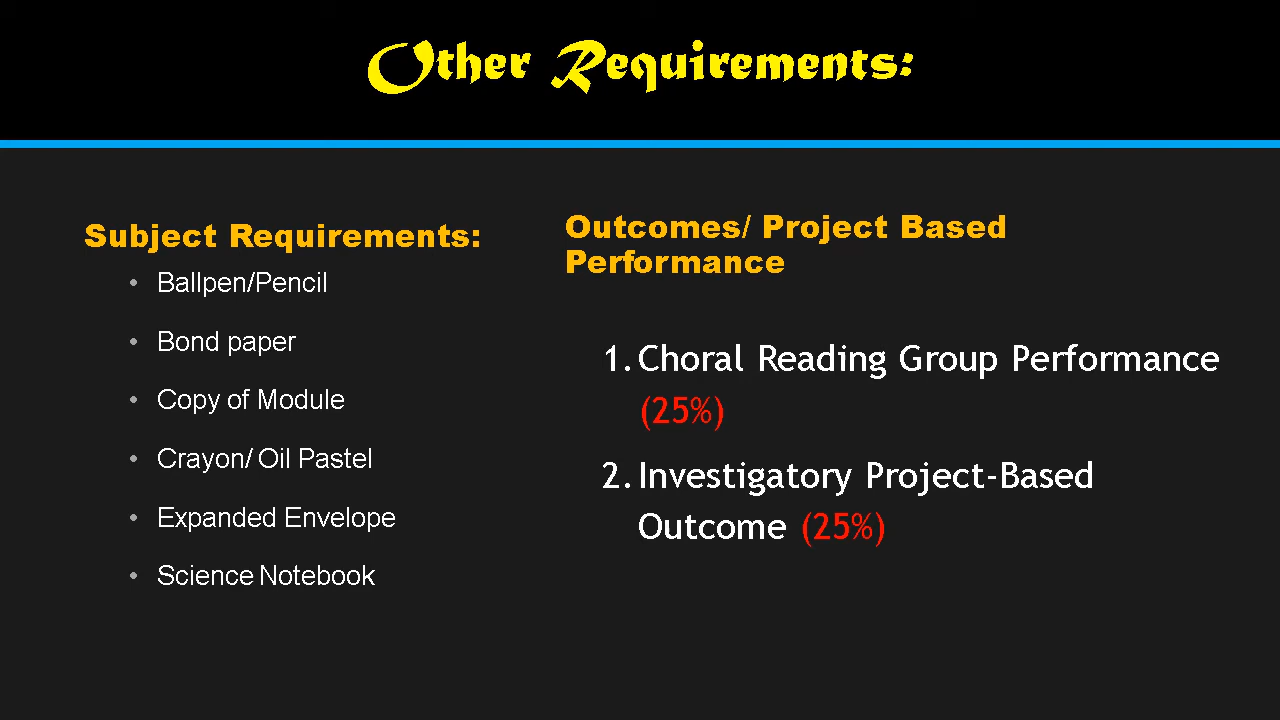 Other Requirements:
Subject Requirements:
• Ballpen/Pencil
• Bond paper
• Copy of Module
• Crayon/ Oil Pastel
• Expanded Envelope
• Science Notebook
Outcomes/ Project Based
Performance
1. Choral Reading Group Performance
(25%)
2. Investigatory Project-Based
Outcome (25%)